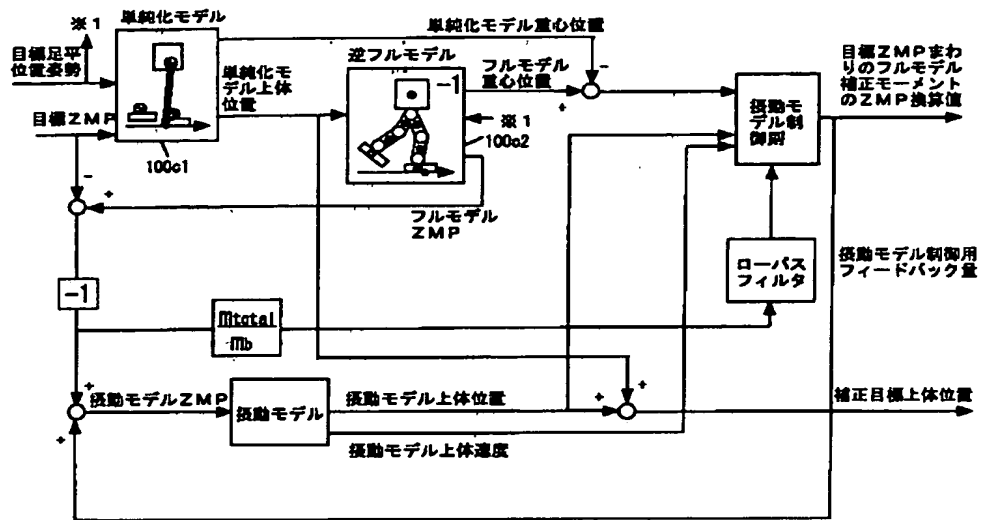 ※1
単純化モデル
目標足平
位置姿勢
単純化モデル重心位置
逆フルモデル
単純化モ
デル上体
位置
フルモデル
重心位置
目標ZMP
-1
※1
100c1
100c2
フルモデル
ZMP
摂動モ
デル制
御則
目標ZMPまわ
りのフルモデル
補正モーメント
のZMP換算値
ローパス
フィルタ
摂動モデル制御用
フィードバック量
-1
mtotal
mb
摂動モデルZMP
摂動モデル
摂動モデル上体位置
摂動モデル上体速度
補正目標上体位置
-
+
-
+
+
+
+
+